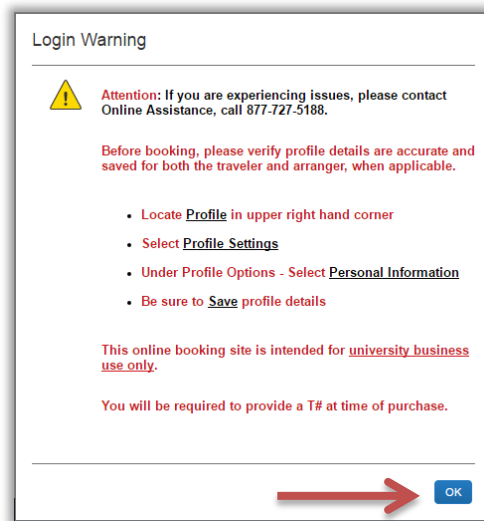 Login Warning
Attention: If you are experiencing issues, please contact
Online Assistance, call 877-727-5188.
Before booking, please verify profile details are accurate and
saved for both the traveler and arranger, when applicable.
• Locate Profile in upper right hand corner
• Select Profile Settings
• Under Profile Options - Select Personal Information
• Be sure to Save profile details
This online booking site is intended for university business
use only.
You will be required to provide a T# at time of purchase.
OK